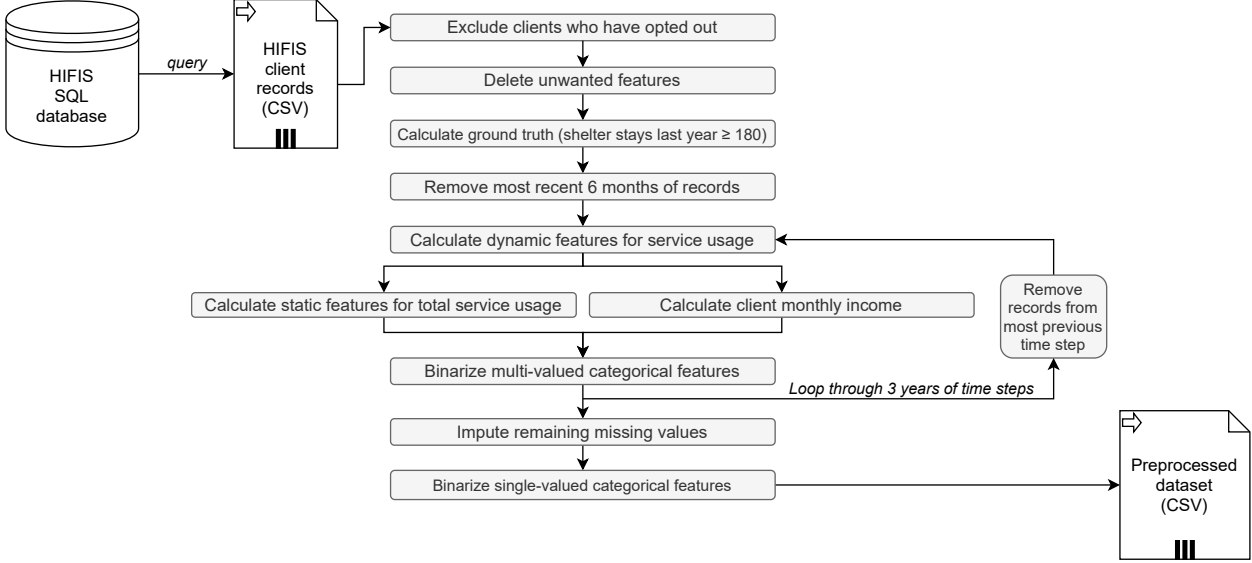 HIFIS
SQL
database
query
HIFIS
client
records
(CSV)
Exclude clients who have opted out
Delete unwanted features
Calculate ground truth (shelter stays last year ≥ 180)
Remove most recent 6 months of records
Calculate dynamic features for service usage
Calculate static features for total service usage
Calculate client monthly income
Remove
records from
most previous
time step
Binarize multi-valued categorical features
Loop through 3 years of time steps
Impute remaining missing values
Binarize single-valued categorical features
Preprocessed
dataset
(CSV)